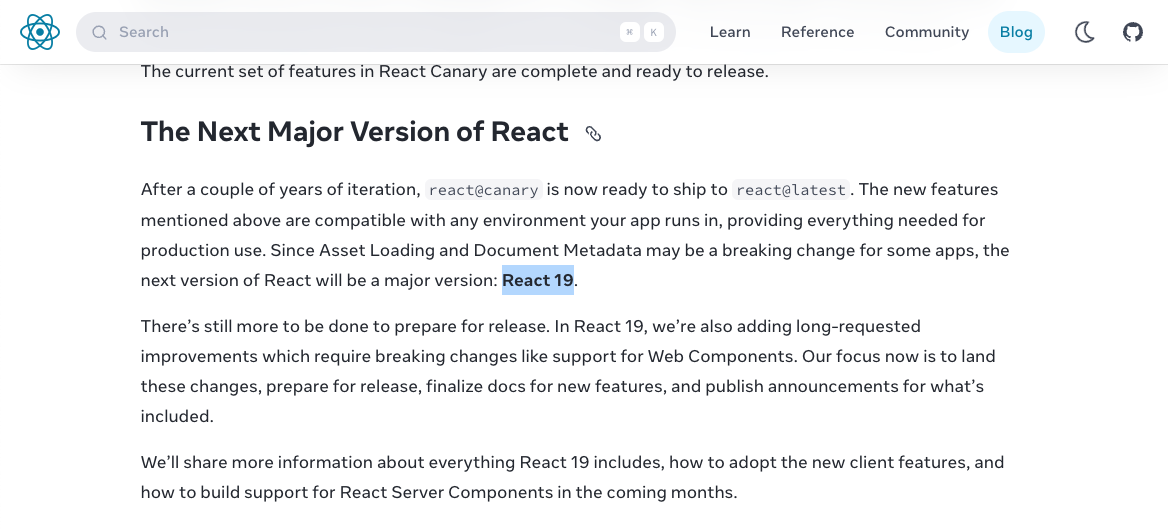 Search
⌘ K
Learn
Reference
Community
Blog
The current set of features in React Canary are complete and ready to release.
The Next Major Version of React
After a couple of years of iteration, react@canary is now ready to ship to react@latest. The new features
mentioned above are compatible with any environment your app runs in, providing everything needed for
production use. Since Asset Loading and Document Metadata may be a breaking change for some apps, the
next version of React will be a major version: React 19.
There’s still more to be done to prepare for release. In React 19, we’re also adding long-requested
improvements which require breaking changes like support for Web Components. Our focus now is to land
these changes, prepare for release, finalize docs for new features, and publish announcements for what’s
included.
We’ll share more information about everything React 19 includes, how to adopt the new client features, and
how to build support for React Server Components in the coming months.